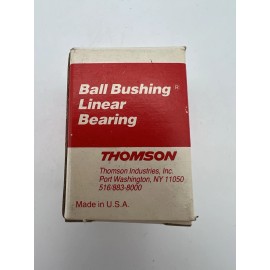 Ball Bushing®
Linear
Bearing
THOMSON
Thomson Industries, Inc.
Port Washington, NY 11050
516/883-8000
Made in U.S.A.